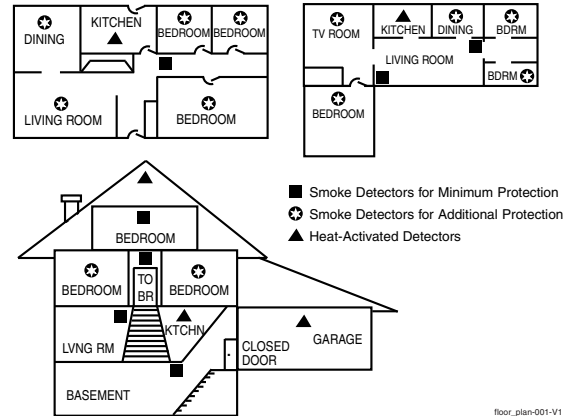 DINING
KITCHEN
BEDROOM
BEDROOM
LIVING ROOM
BEDROOM
TV ROOM
KITCHEN
DINING
BDRM
LIVING ROOM
BDRM
BEDROOM
Smoke Detectors for Minimum Protection
Smoke Detectors for Additional Protection
Heat-Activated Detectors
BEDROOM
BEDROOM
TO
BR
BEDROOM
LVNG RM
KTCHN
CLOSED
DOOR
GARAGE
BASEMENT
floor_plan-001-V1